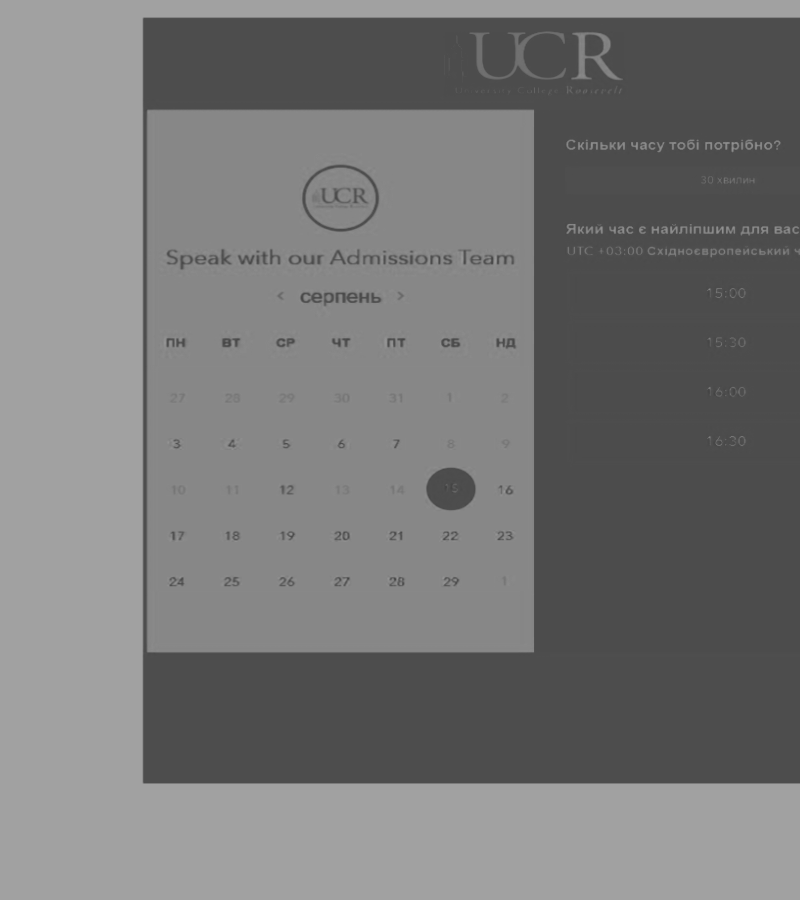 UCR
University College Roosevelt
UCR
Speak with our Admissions Team
< серпень >
ПН ВТ СР ЧТ ПТ СБ НД
27 28 29 30 31 1 2
3 4 5 6 7 8 9
10 11 12 13 14 15 16
17 18 19 20 21 22 23
24 25 26 27 28 29 1
Скільки часу тобі потрібно?
30 хвилин
Який час є найліпшим для вас
UTC +03:00 Східноєвропейський ч
15:00
15:30
16:00
16:30